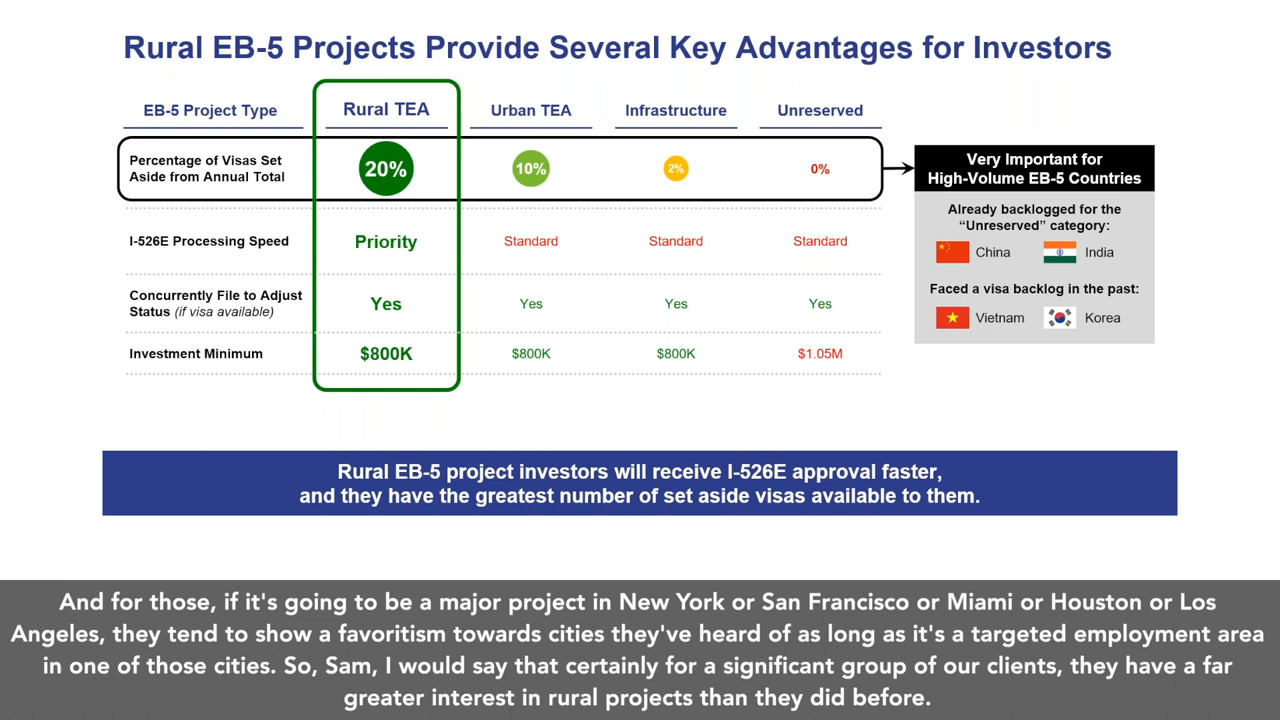 Rural EB-5 Projects Provide Several Key Advantages for Investors
EB-5 Project Type Rural TEA Urban TEA Infrastructure Unreserved
Percentage of Visas Set
Aside from Annual Total
20% 10% 2% 0%
I-526E Processing Speed Priority Standard Standard Standard
Concurrently File to Adjust
Status (if visa available)
Yes Yes Yes Yes
Investment Minimum $800K $800K $800K $1.05M
Very Important for
High-Volume EB-5 Countries
Already backlogged for the
“Unreserved” category:
China India
Faced a visa backlog in the past:
Vietnam Korea
Rural EB-5 project investors will receive I-526E approval faster,
and they have the greatest number of set aside visas available to them.
And for those, if it's going to be a major project in New York or San Francisco or Miami or Houston or Los
Angeles, they tend to show a favoritism towards cities they've heard of as long as it's a targeted employment area
in one of those cities. So, Sam, I would say that certainly for a significant group of our clients, they have a far
greater interest in rural projects than they did before.